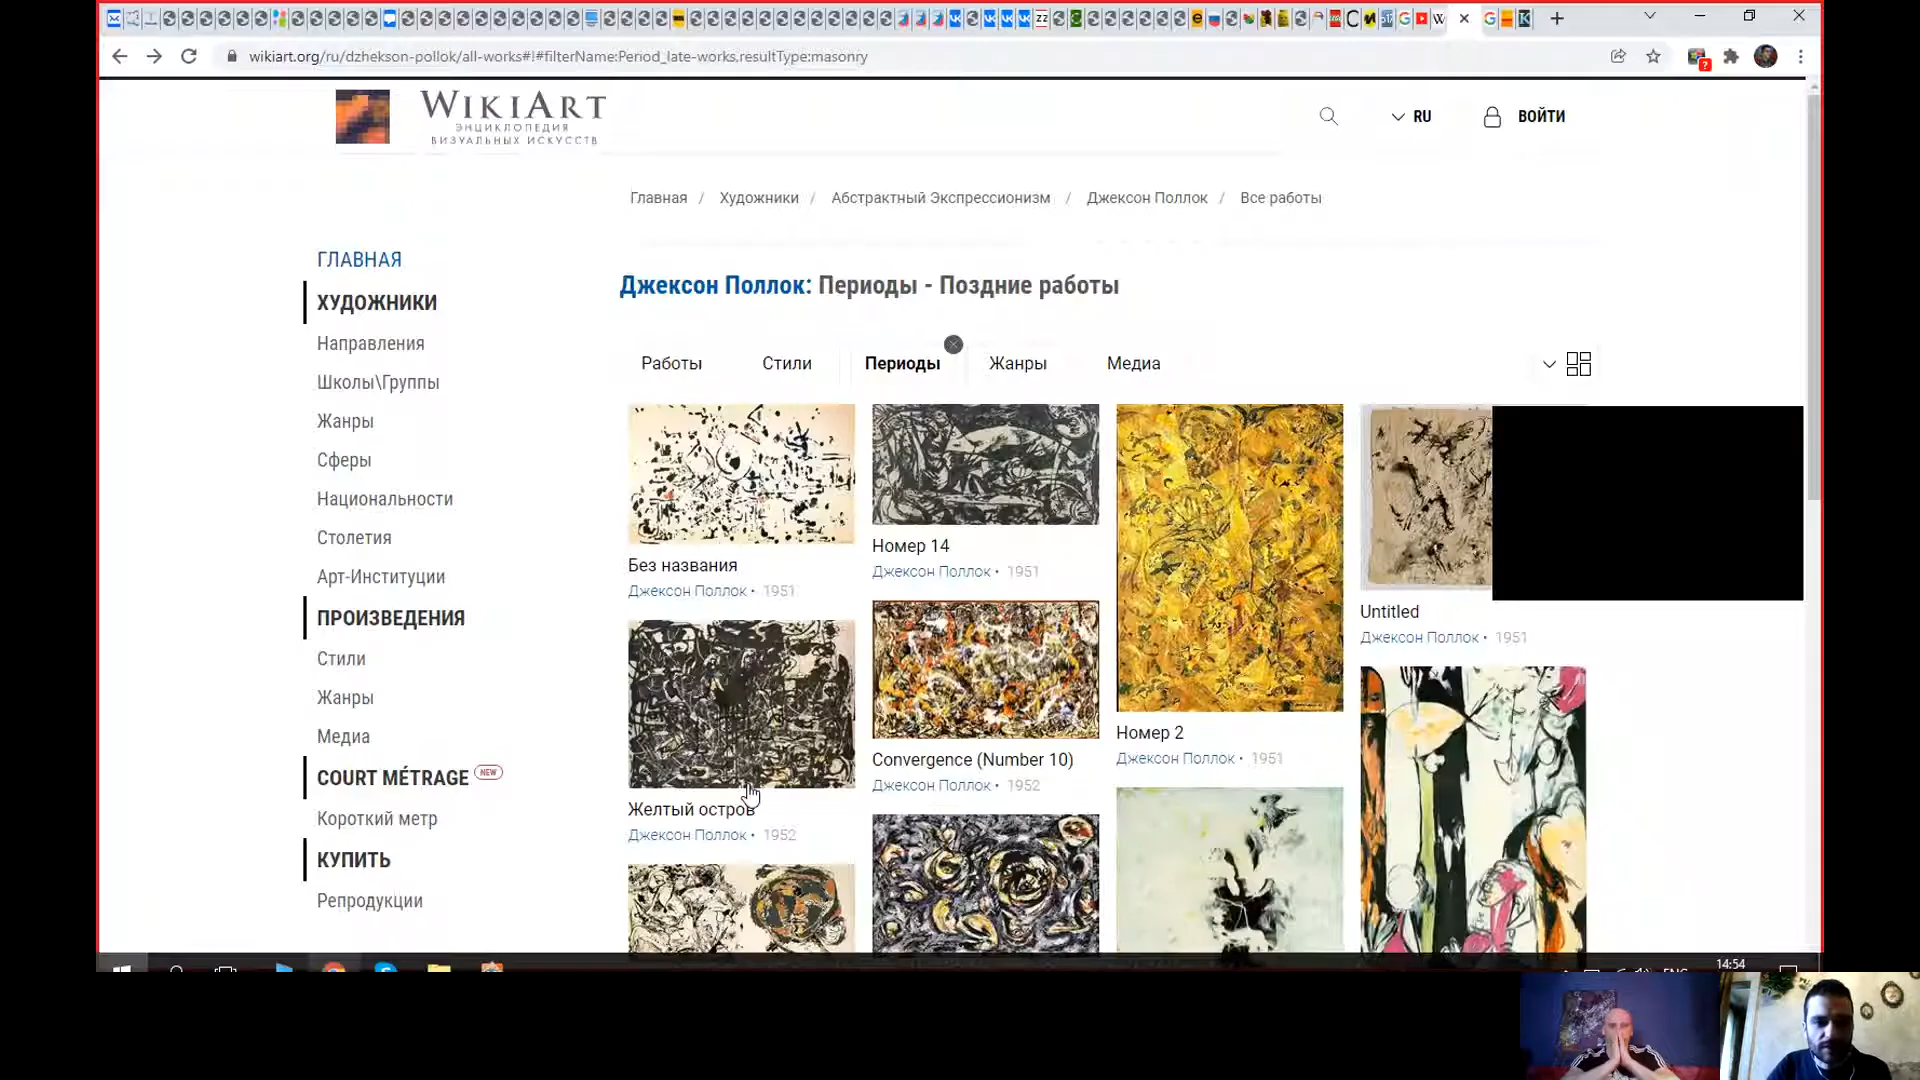 wikiart.org/ru/dzhekson-pollok/all-works#!#filterName:Period_late-works,resultType:masonry
WIKIART
ЭНЦИКЛОПЕДИЯ
ВИЗУАЛЬНЫХ ИСКУССТВ
RU
ВОЙТИ
Главная / Художники / Абстрактный Экспрессионизм / Джексон Поллок / Все работы
Джексон Поллок: Периоды - Поздние работы
Работы Стили Периоды Жанры Медиа
ГЛАВНАЯ
ХУДОЖНИКИ
Направления
Школы\Группы
Жанры
Сферы
Национальности
Столетия
Арт-Институции
ПРОИЗВЕДЕНИЯ
Стили
Жанры
Медиа
COURT MÉTRAGE NEW
Короткий метр
КУПИТЬ
Репродукции
Без названия
Джексон Поллок • 1951
Желтый остров
Джексон Поллок • 1952
Номер 14
Джексон Поллок • 1951
Convergence (Number 10)
Джексон Поллок • 1952
Номер 2
Джексон Поллок • 1951
Untitled
Джексон Поллок • 1951
14:54